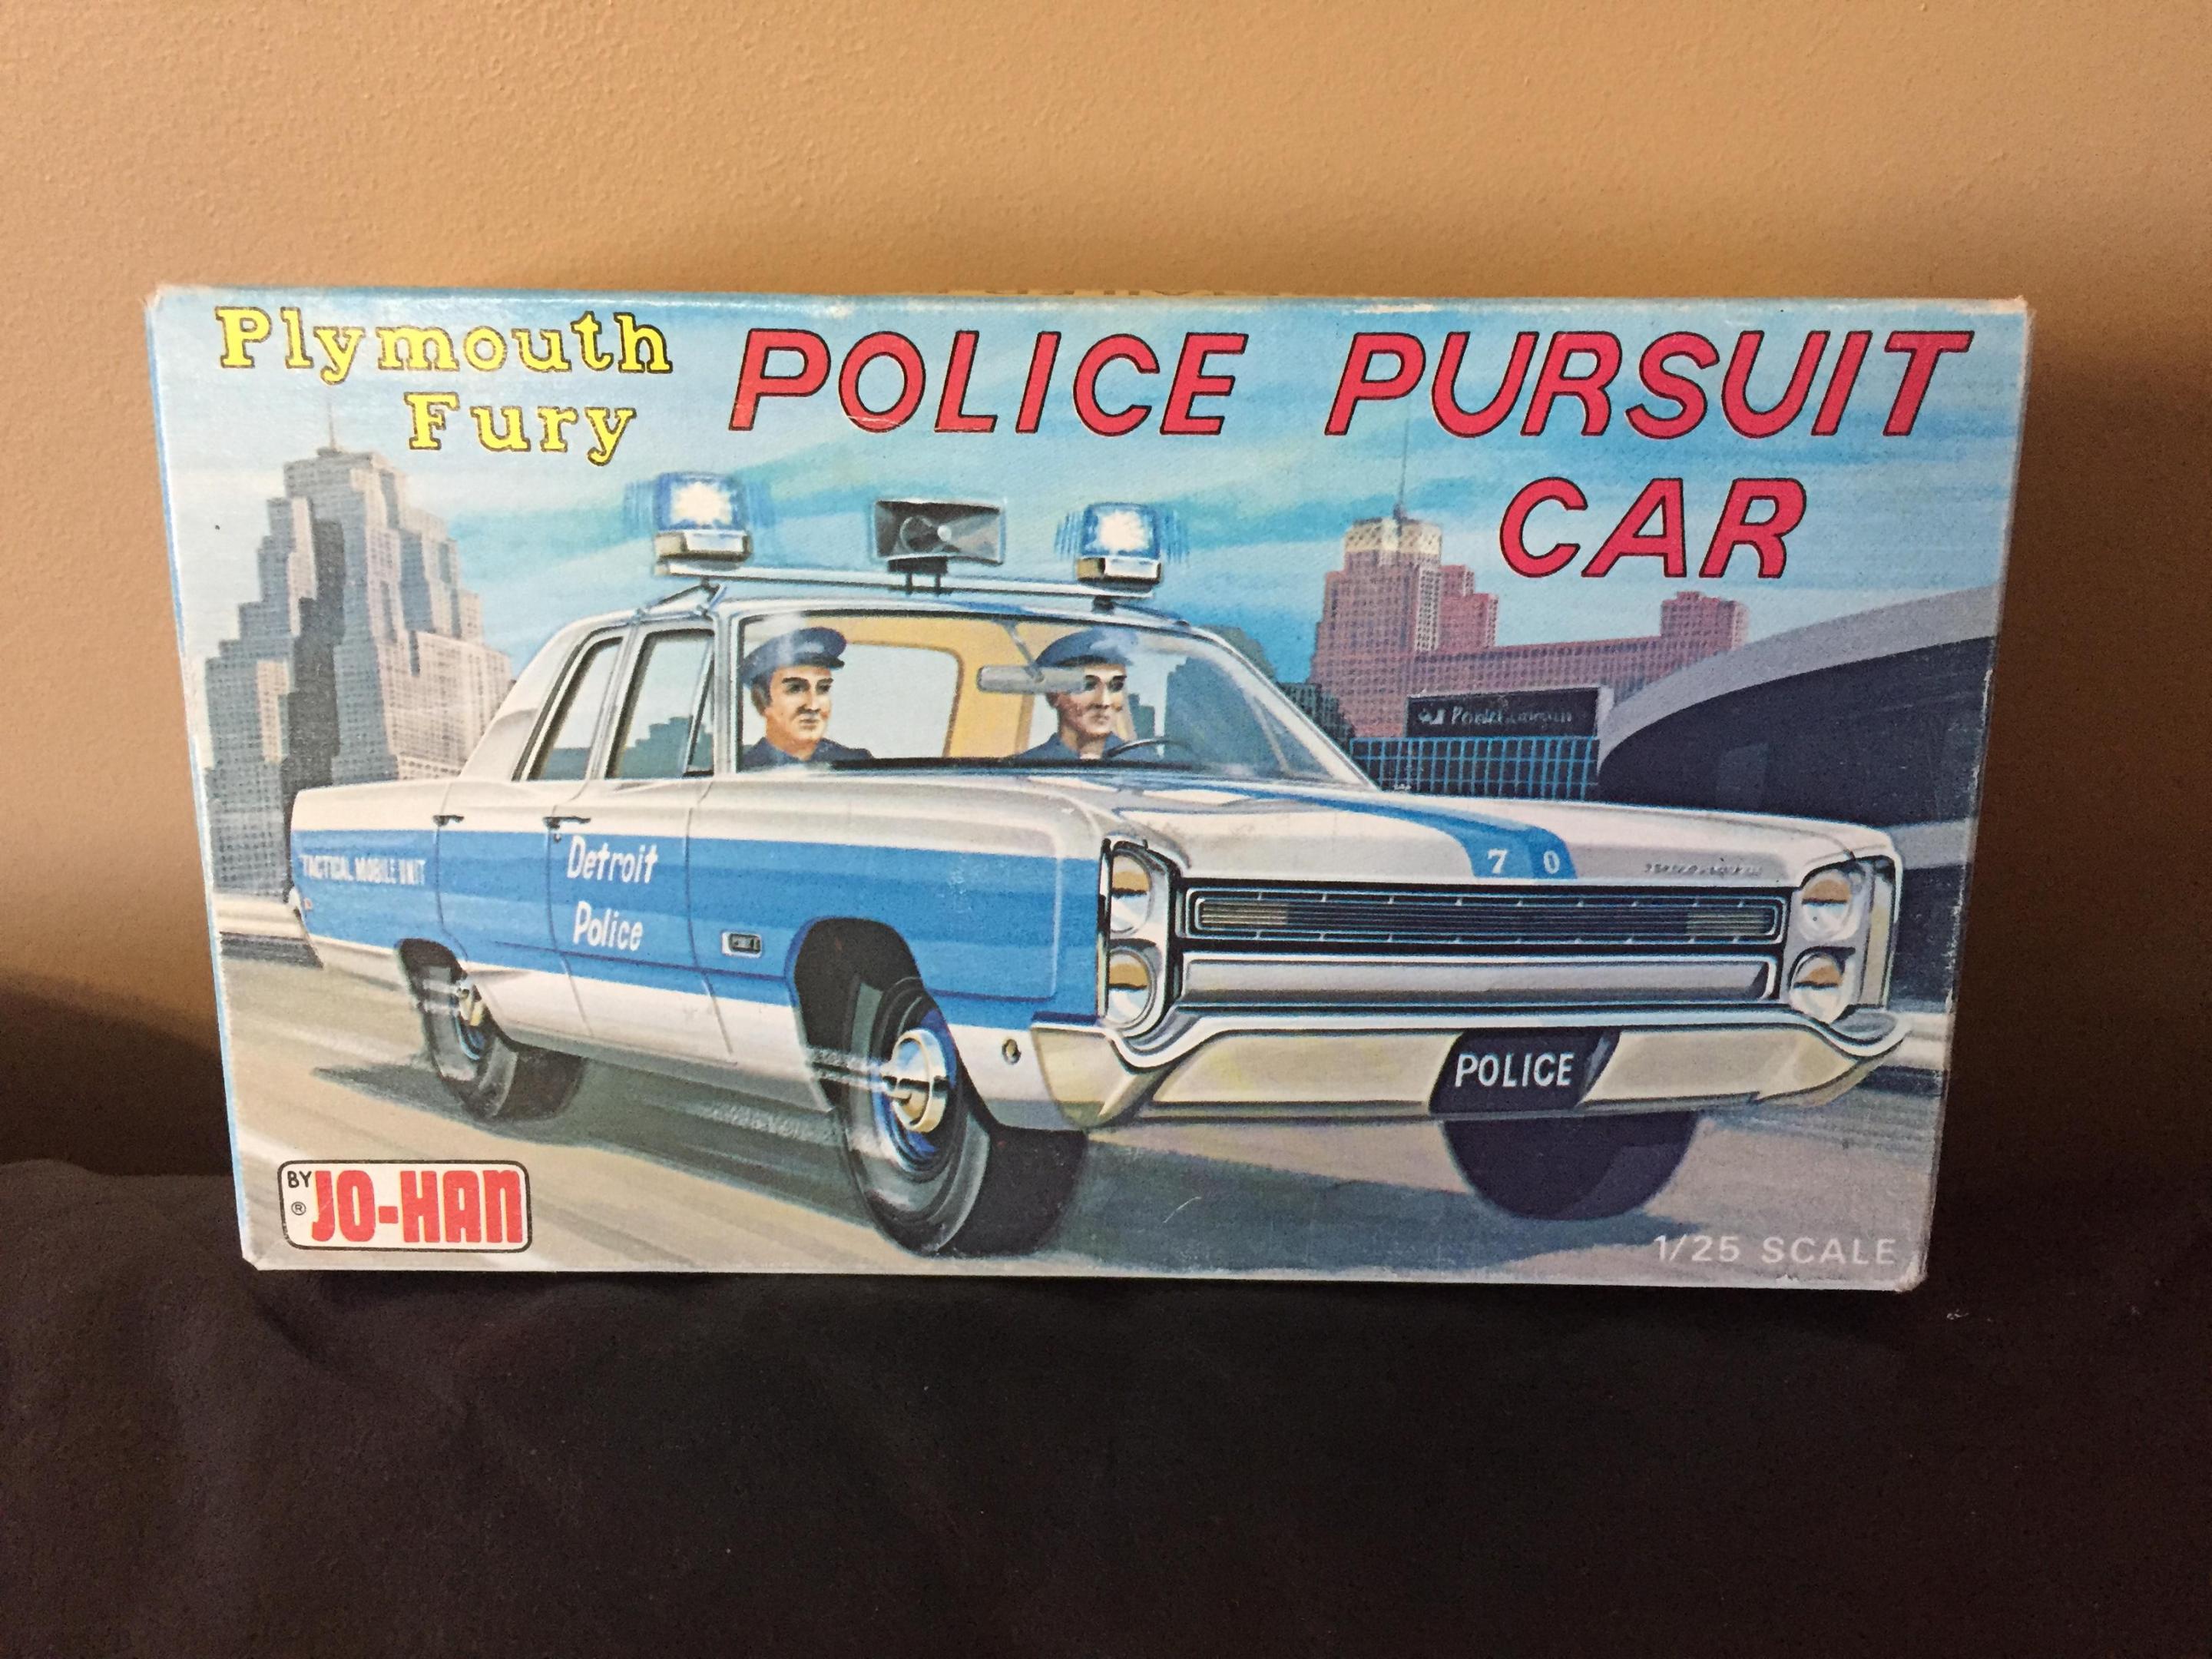 Plymouth
Fury
POLICE PURSUIT
CAR
TACTICAL MOBILE UNIT
Detroit
Police
7 0
POLICE
BY
® JO-HAN
1/25 SCALE